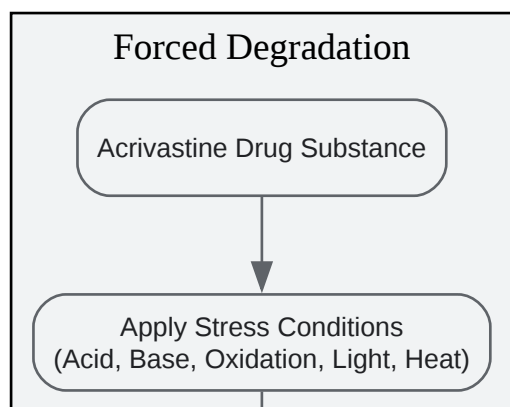 Forced Degradation
Acrivastine Drug Substance
Apply Stress Conditions
(Acid, Base, Oxidation, Light, Heat)